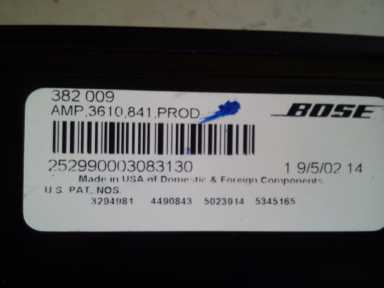 382 009
AMP,3610,841,PROD
BOSE
252990003083130 1 9/5/02 14
Made in USA of Domestic & Foreign Components
U.S. PAT. NOS.
3294981 4490843 5023914 5345165